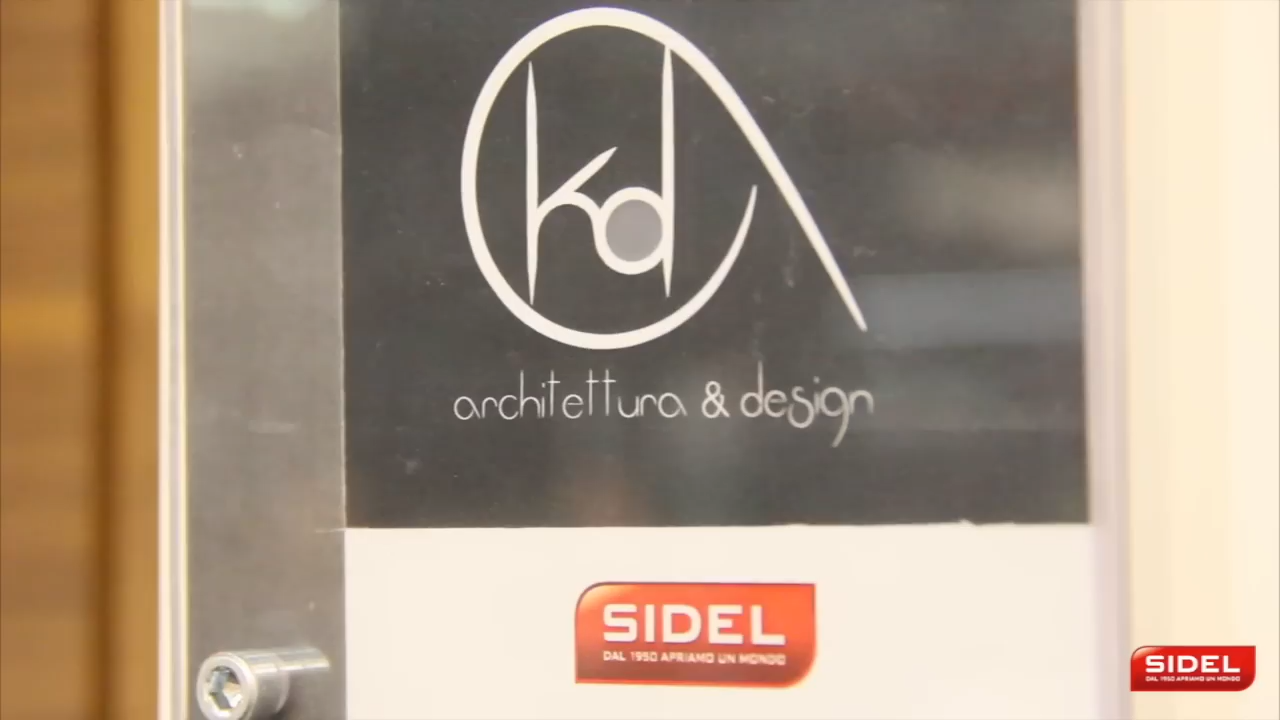 kd
architettura & design
SIDEL
DAL 1950 APRIAMO UN MONDO
SIDEL
DAL 1950 APRIAMO UN MONDO